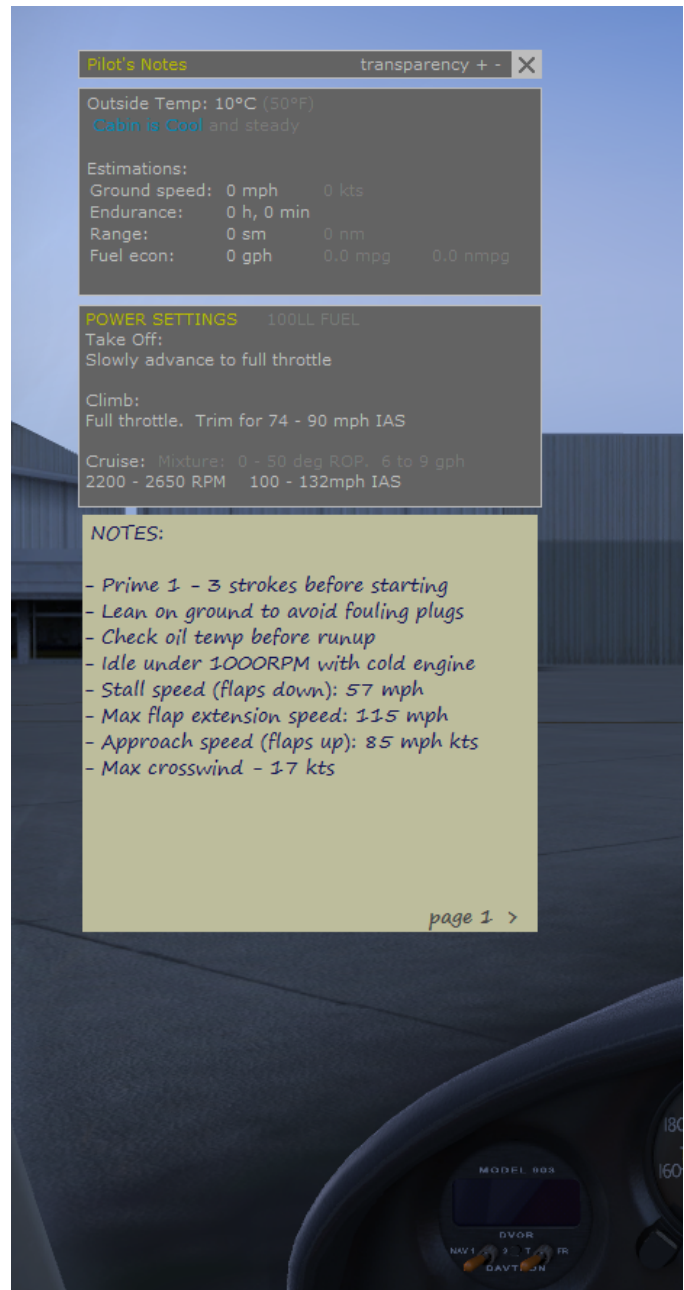 Pilot's Notes transparency + -
Outside Temp: 10°C (50°F)
Cabin is Cool and steady
Estimations:
Ground speed: 0 mph 0 kts
Endurance: 0 h, 0 min
Range: 0 sm 0 nm
Fuel econ: 0 gph 0.0 mpg 0.0 nmpg
POWER SETTINGS 100LL FUEL
Take Off:
Slowly advance to full throttle
Climb:
Full throttle. Trim for 74 - 90 mph IAS
Cruise: Mixture: 0 - 50 deg ROP. 6 to 9 gph
2200 - 2650 RPM 100 - 132mph IAS
NOTES:
- Prime 1 - 3 strokes before starting
- Lean on ground to avoid fouling plugs
- Check oil temp before runup
- Idle under 1000RPM with cold engine
- Stall speed (flaps down): 57 mph
- Max flap extension speed: 115 mph
- Approach speed (flaps up): 85 mph kts
- Max crosswind - 17 kts
page 1 >
180
160
MODEL 903
DVOR
NAV 1
DAVTRON